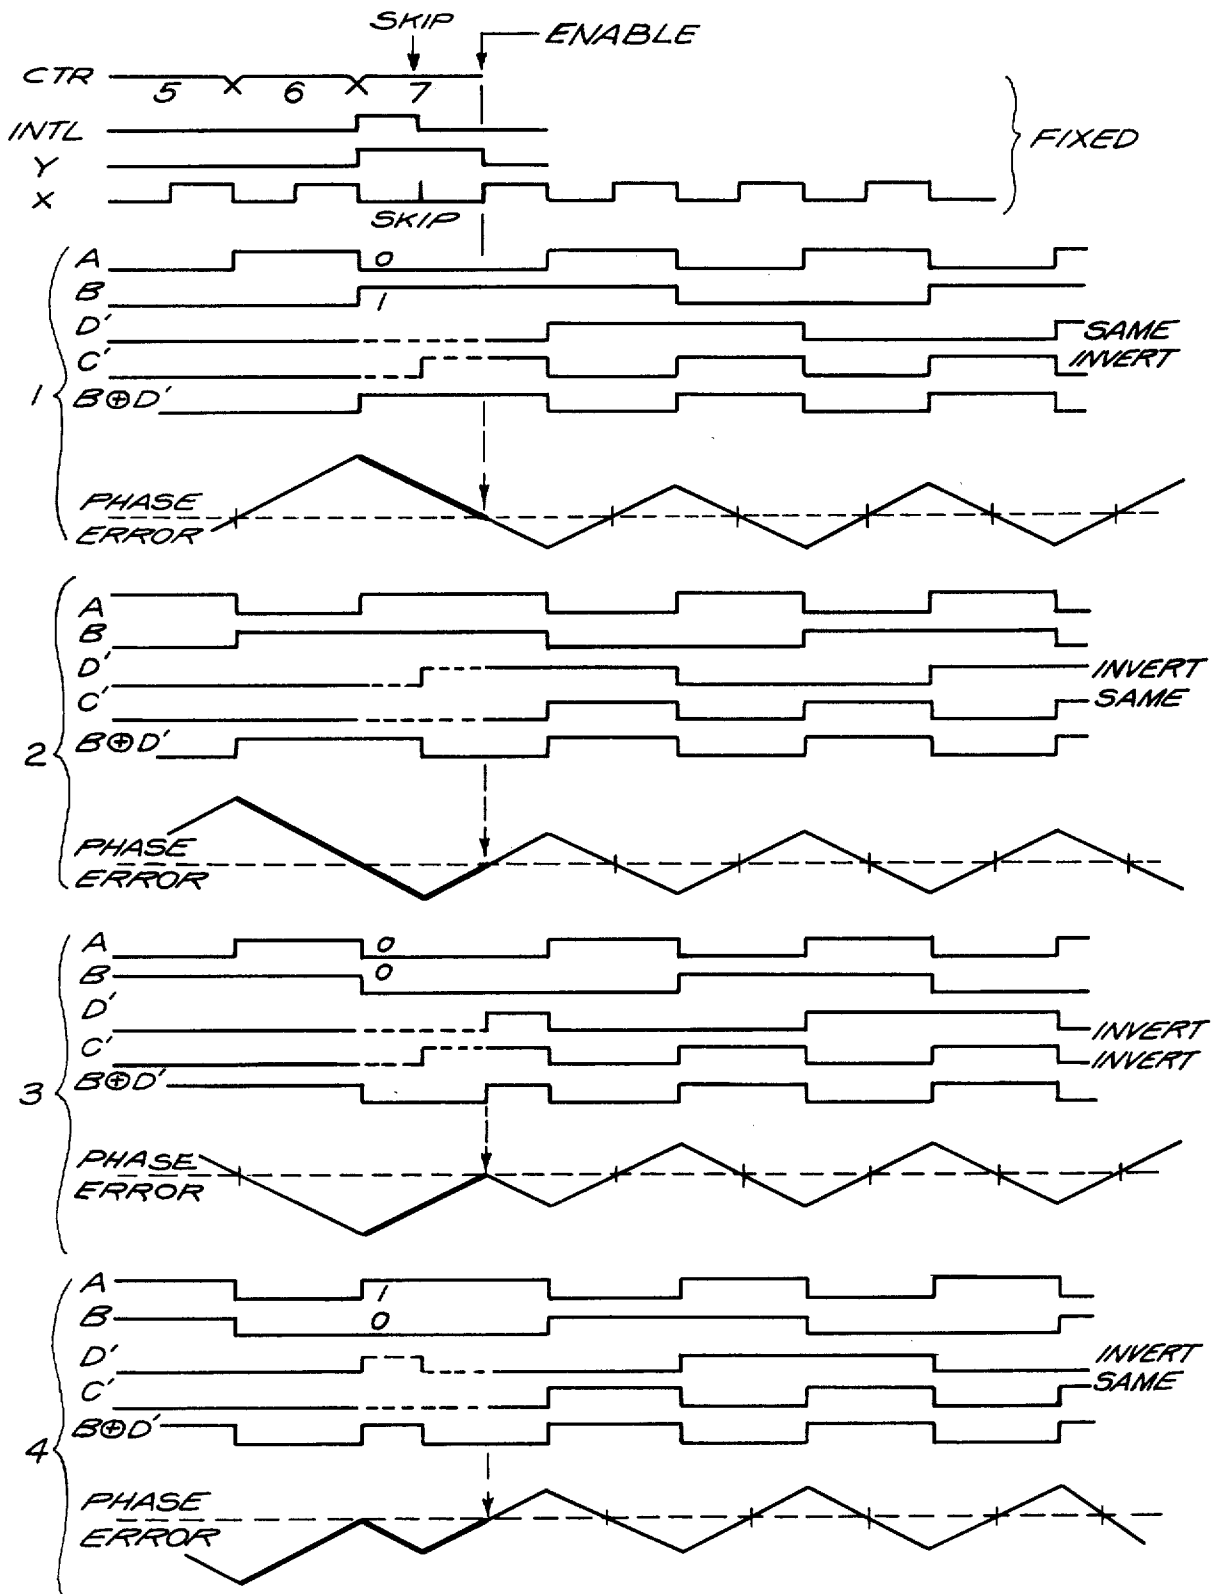 SKIP
ENABLE
CTR 5 6 7
INTL
Y
X
SKIP
FIXED
1
A 0
B 1
D' SAME
C' INVERT
B⊕D'
PHASE
ERROR
2
A
B
D' INVERT
C' SAME
B⊕D'
PHASE
ERROR
3
A 0
B 0
D' INVERT
C' INVERT
B⊕D'
PHASE
ERROR
4
A 1
B 0
D' INVERT
C' SAME
B⊕D'
PHASE
ERROR